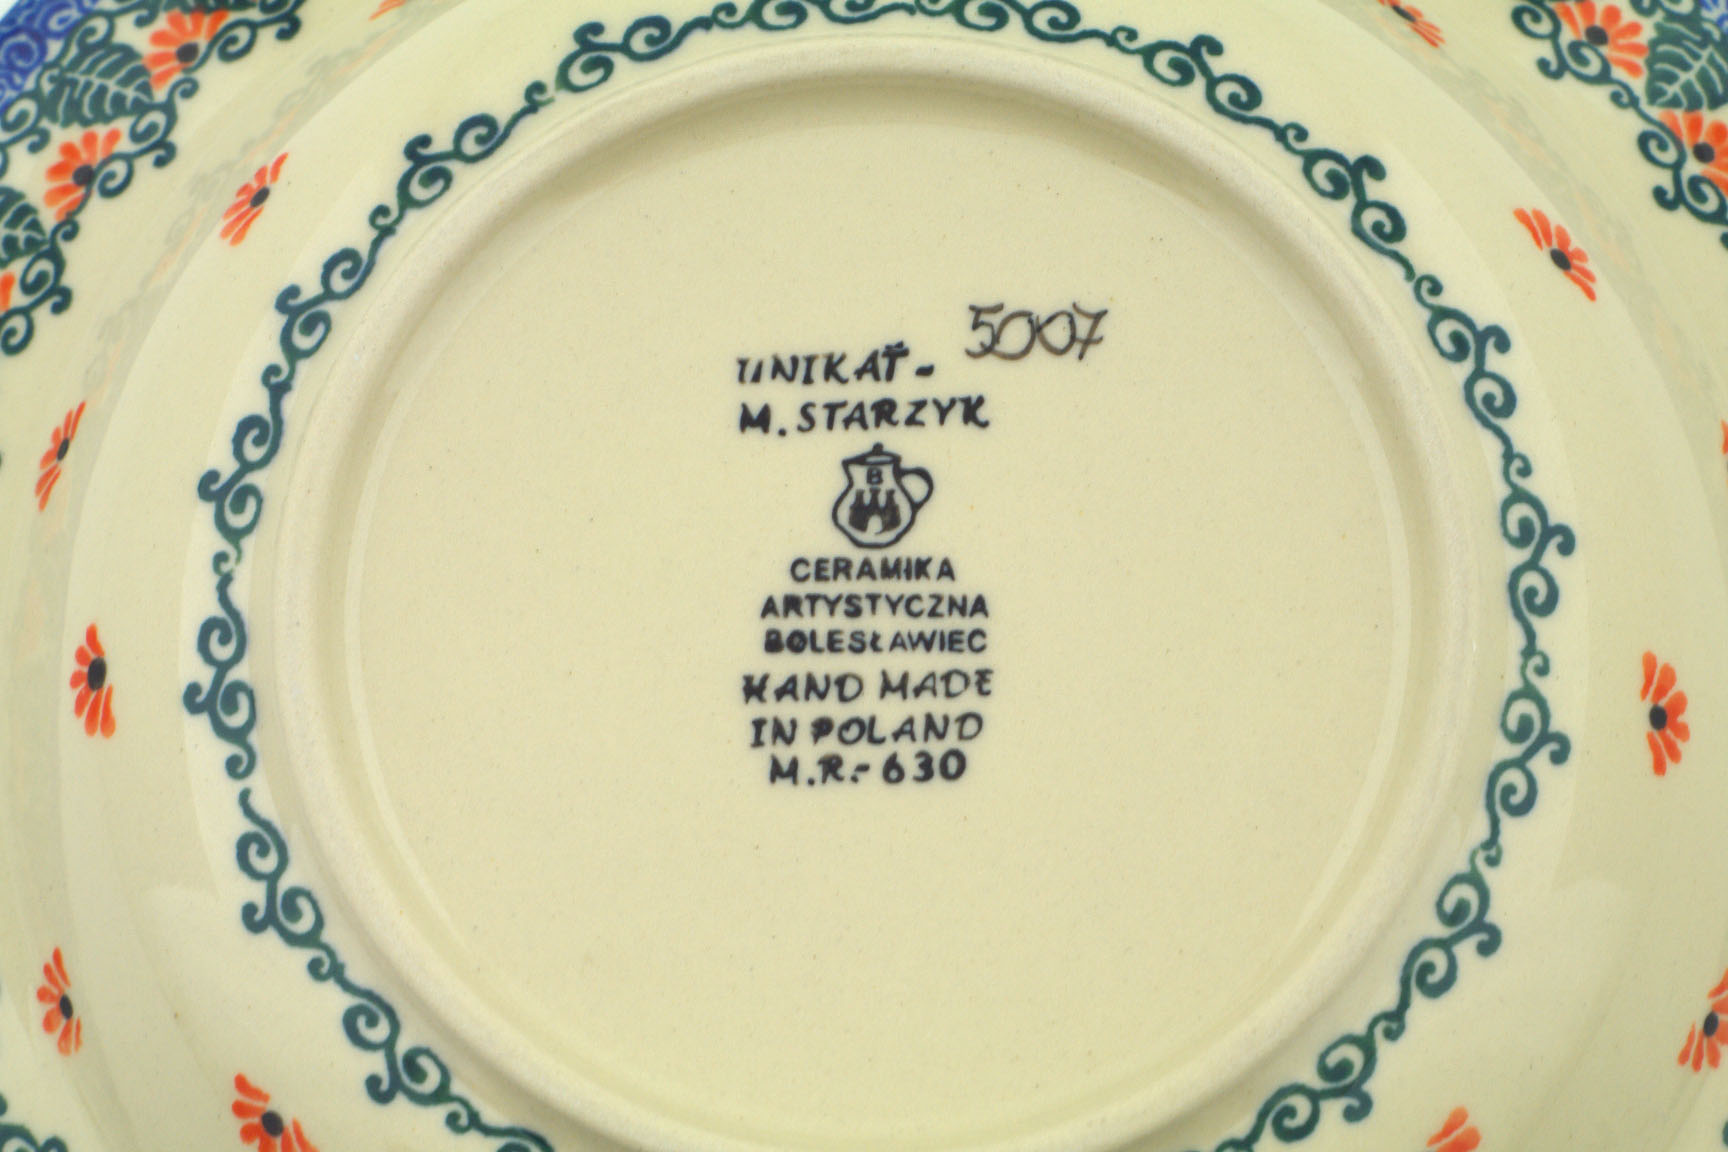 5007
UNIKAT -
M. STARZYK
B
CERAMIKA
ARTYSTYCZNA
BOLESŁAWIEC
HAND MADE
IN POLAND
M.R.- 630